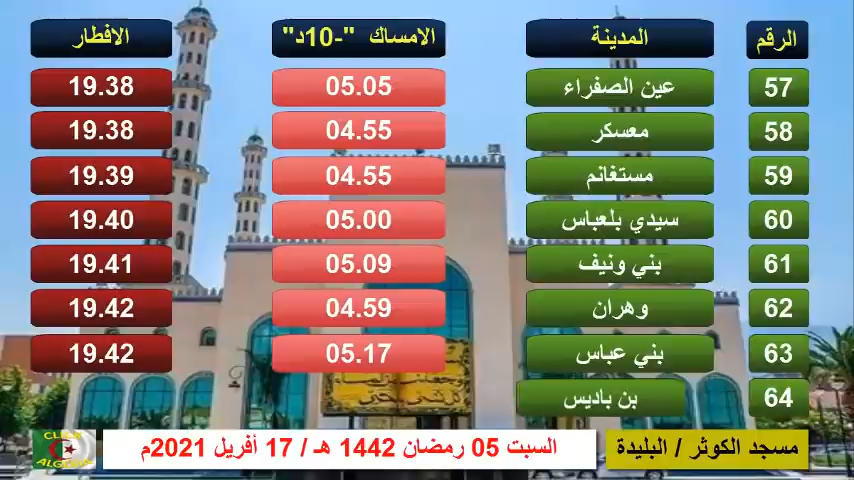 الرقم المدينة الامساك "-10د" الافطار
57 عين الصفراء 05.05 19.38
58 معسكر 04.55 19.38
59 مستغانم 04.55 19.39
60 سيدي بلعباس 05.00 19.40
61 بني ونيف 05.09 19.41
62 وهران 04.59 19.42
63 بني عباس 05.17 19.42
64 بن باديس
مسجد الكوثر / البليدة السبت 05 رمضان 1442 هـ / 17 أفريل 2021م
ALGERIE